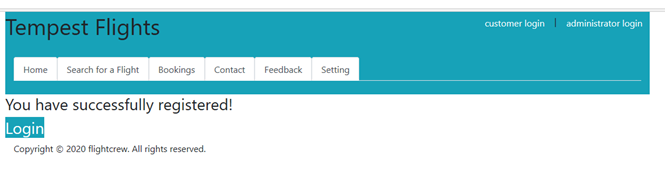 Tempest Flights
customer login | administrator login
Home Search for a Flight Bookings Contact Feedback Setting
You have successfully registered!
Login
Copyright © 2020 flightcrew. All rights reserved.